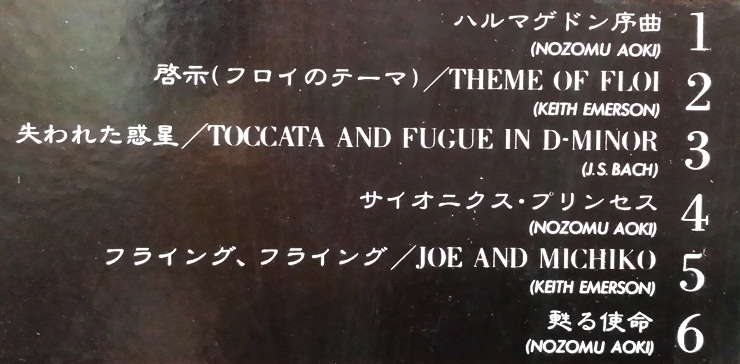 ハルマゲドン序曲 1
(NOZOMU AOKI)
啓示(フロイのテーマ)／THEME OF FLOI 2
(KEITH EMERSON)
失われた惑星／TOCCATA AND FUGUE IN D-MINOR 3
(J.S. BACH)
サイオニクス・プリンセス 4
(NOZOMU AOKI)
フライング、フライング／JOE AND MICHIKO 5
(KEITH EMERSON)
甦る使命 6
(NOZOMU AOKI)